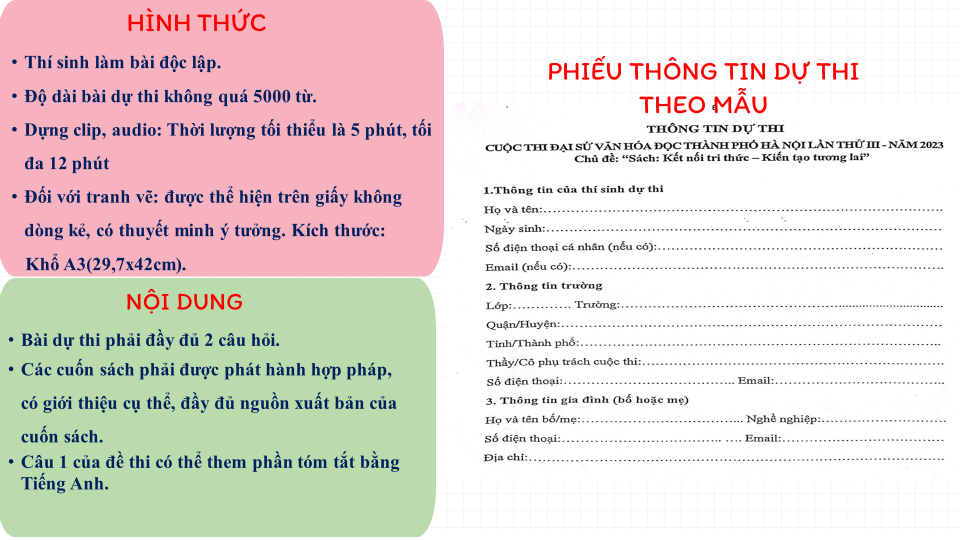 HÌNH THỨC
• Thí sinh làm bài độc lập.
• Độ dài bài dự thi không quá 5000 từ.
• Dựng clip, audio: Thời lượng tối thiểu là 5 phút, tối
đa 12 phút
• Đối với tranh vẽ: được thể hiện trên giấy không
dòng kẻ, có thuyết minh ý tưởng. Kích thước:
Khổ A3(29,7x42cm).
NỘI DUNG
• Bài dự thi phải đầy đủ 2 câu hỏi.
• Các cuốn sách phải được phát hành hợp pháp,
có giới thiệu cụ thể, đầy đủ nguồn xuất bản của
cuốn sách.
• Câu 1 của đề thi có thể them phần tóm tắt bằng
Tiếng Anh.
PHIẾU THÔNG TIN DỰ THI
THEO MẪU
THÔNG TIN DỰ THI
CUỘC THI ĐẠI SỨ VĂN HÓA ĐỌC THÀNH PHỐ HÀ NỘI LẦN THỨ III - NĂM 2023
Chủ đề: “Sách: Kết nối tri thức – Kiến tạo tương lai”
1.Thông tin của thí sinh dự thi
Họ và tên:………………………………………………
Ngày sinh:………………………………………………
Số điện thoại cá nhân (nếu có):………………………………………
Email (nếu có):………………………………………………
2. Thông tin trường
Lớp:…………. Trường:………………………………………
Quận/Huyện:………………………………………………
Tỉnh/Thành phố:………………………………………………
Thầy/Cô phụ trách cuộc thi:………………………………………
Số điện thoại:……………………….. Email:………………………..
3. Thông tin gia đình (bố hoặc mẹ)
Họ và tên bố/mẹ:……………………... Nghề nghiệp:…………………
Số điện thoại:……………………….. …. Email:………………………
Địa chỉ:………………………………………………